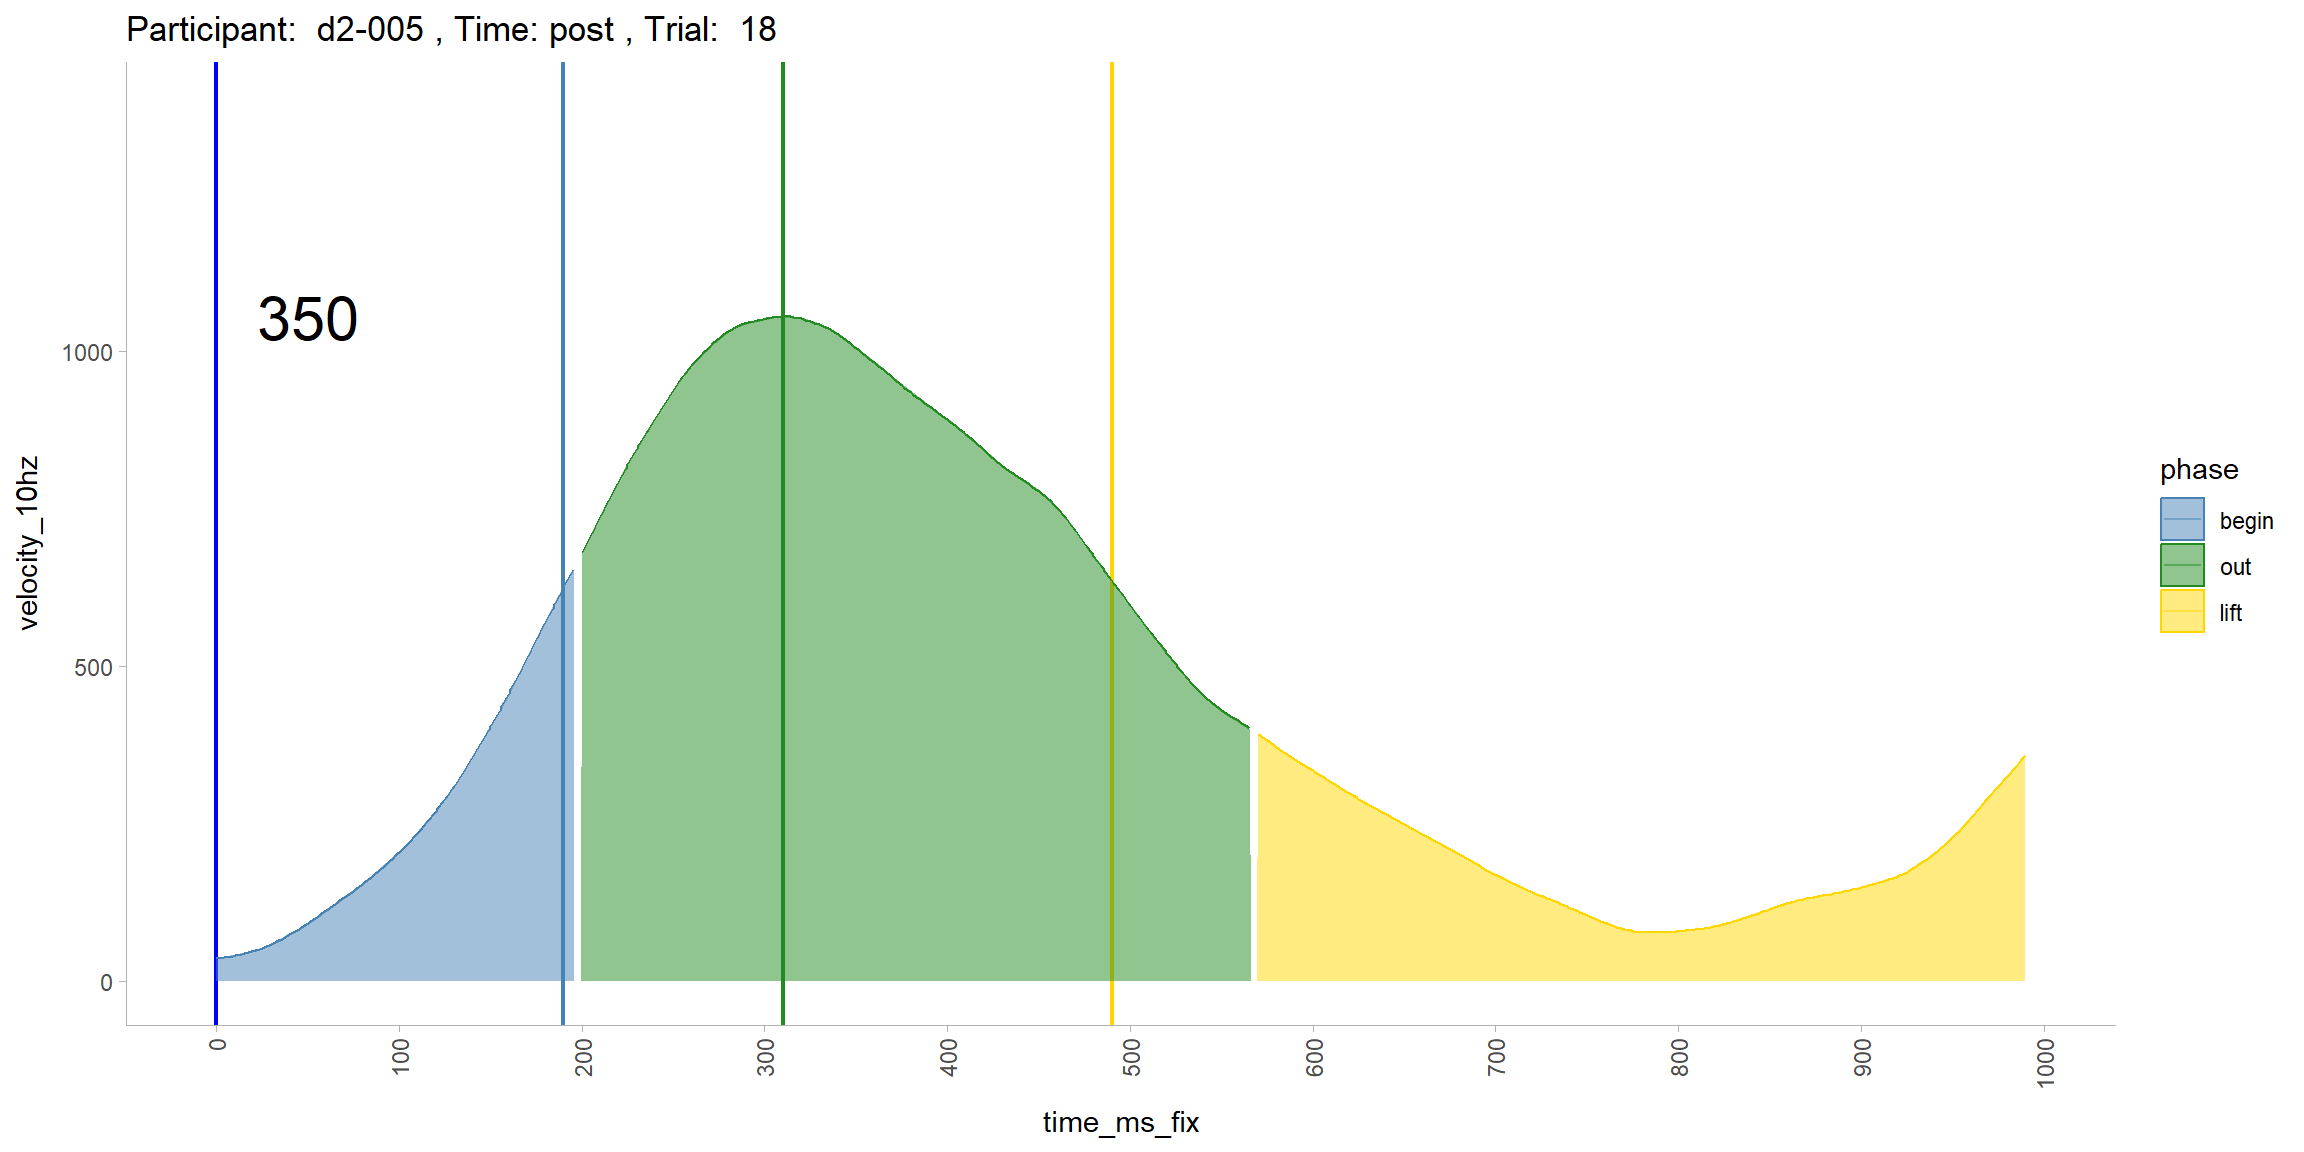 Participant:  d2-005 , Time: post , Trial:  18
350
1000
500
0
velocity_10hz
0
100
200
300
400
500
600
700
800
900
1000
time_ms_fix
phase
begin
out
lift